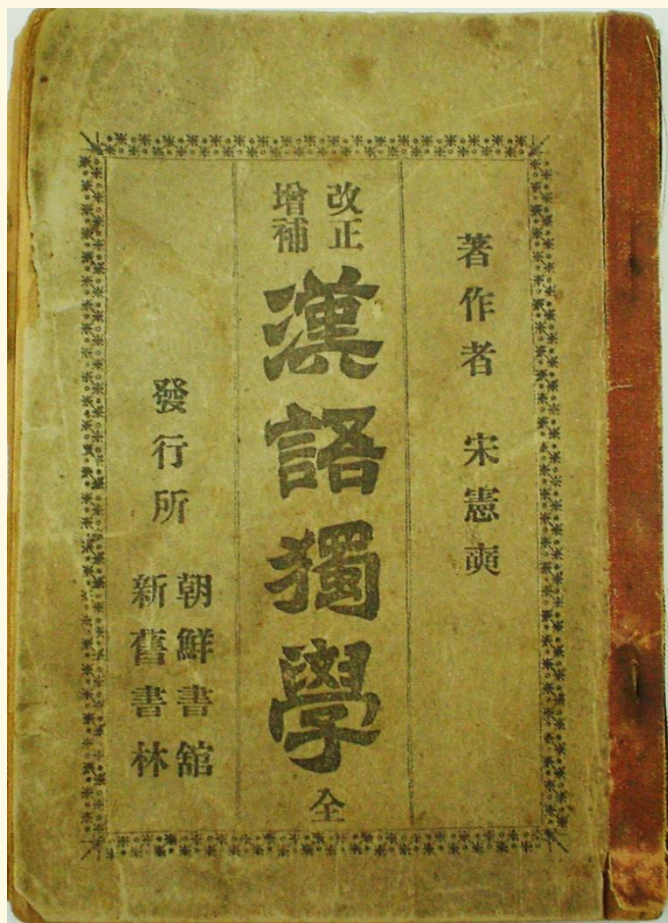 著作者 宋憲奭
改正
增補
漢語獨學 全
發行所
朝鮮書舘
新舊書林